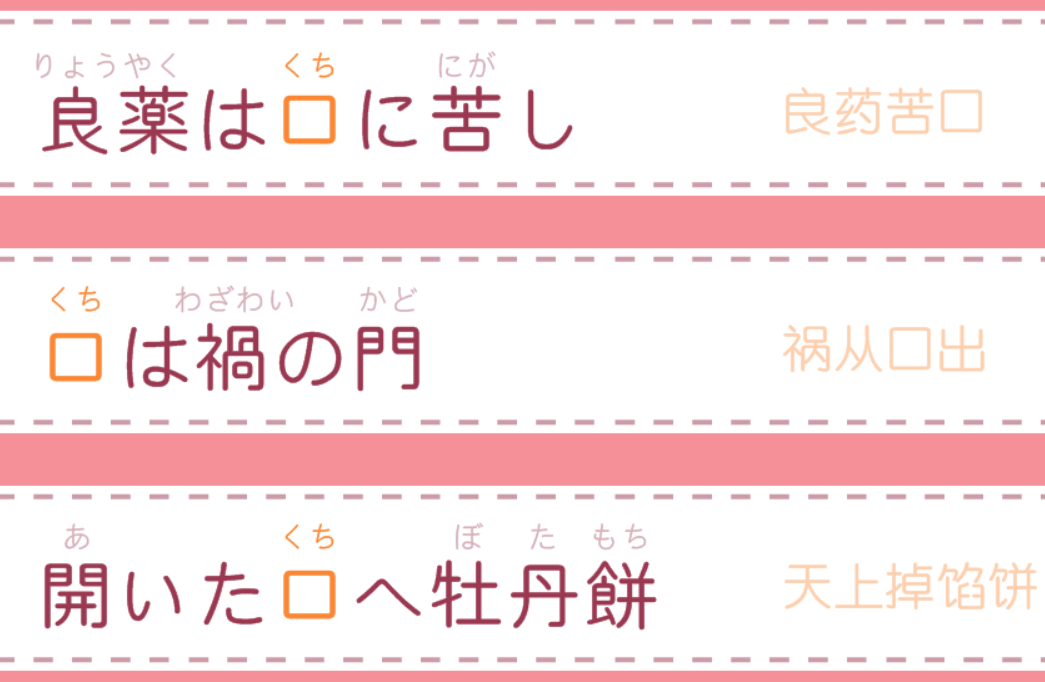 りょうやく くち にが
良薬は口に苦し 良药苦口
くち わざわい かど
口は禍の門 祸从口出
あ くち ぼ た もち
開いた口へ牡丹餅 天上掉馅饼